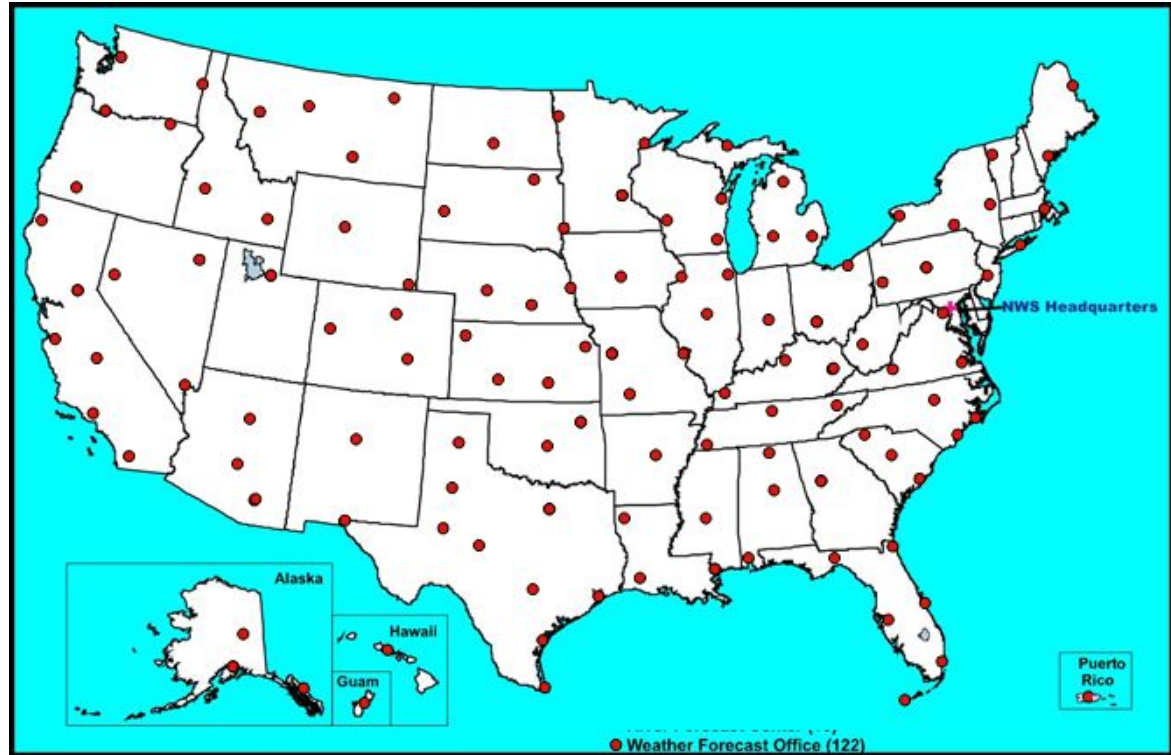 NWS Headquarters
Alaska
Hawaii
Guam
Puerto
Rico
Weather Forecast Office (122)